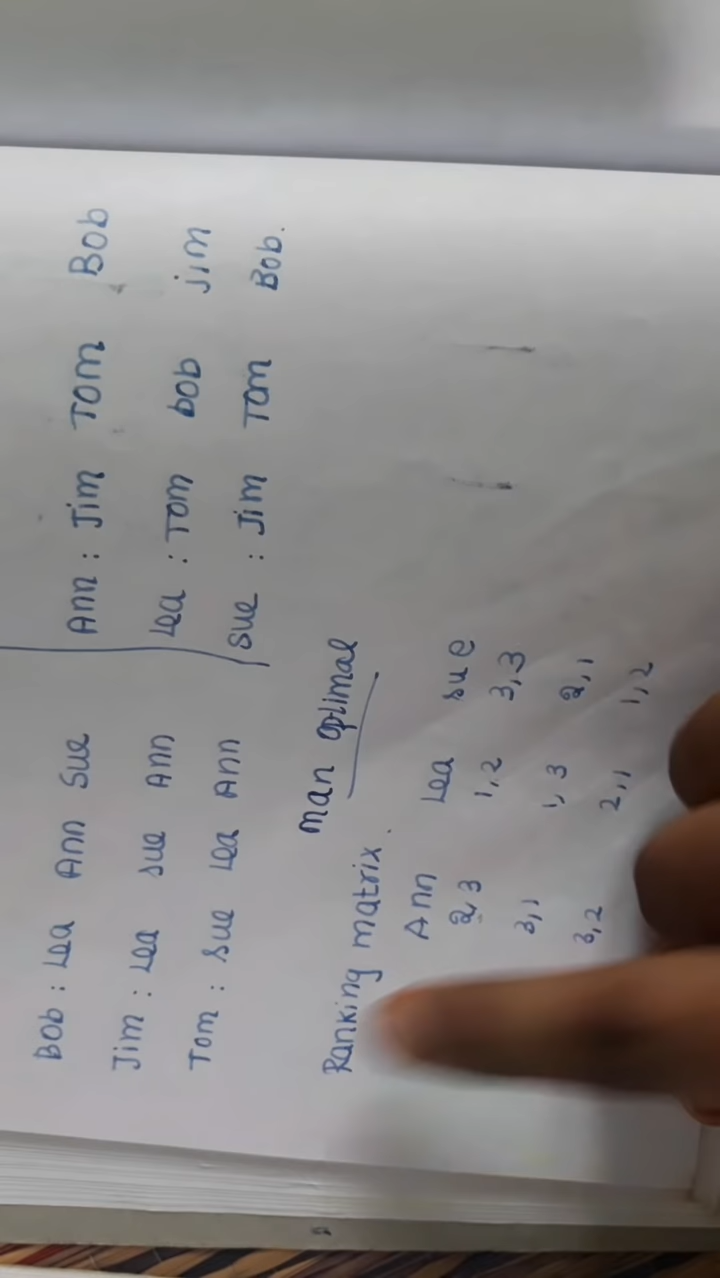 Bob : Lea Ann Sue
Jim : Lea sue Ann
Tom : sue Lea Ann
Ann : Jim Tom Bob
Lea : Tom bob jim
Sue : Jim Tom Bob.
Ranking matrix. man optimal
Ann Lea sue
2,3 1,2 3,3
3,1 1,3 2,1
3,2 2,1 1,2